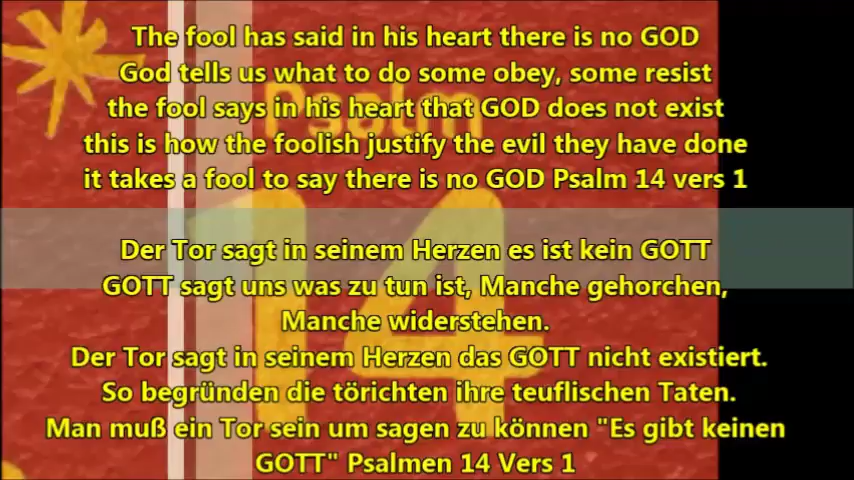 The fool has said in his heart there is no GOD
God tells us what to do some obey, some resist
the fool says in his heart that GOD does not exist
this is how the foolish justify the evil they have done
it takes a fool to say there is no GOD Psalm 14 vers 1
Psalm
14
Der Tor sagt in seinem Herzen es ist kein GOTT
GOTT sagt uns was zu tun ist, Manche gehorchen,
Manche widerstehen.
Der Tor sagt in seinem Herzen das GOTT nicht existiert.
So begründen die törichten ihre teuflischen Taten.
Man muß ein Tor sein um sagen zu können "Es gibt keinen
GOTT" Psalmen 14 Vers 1